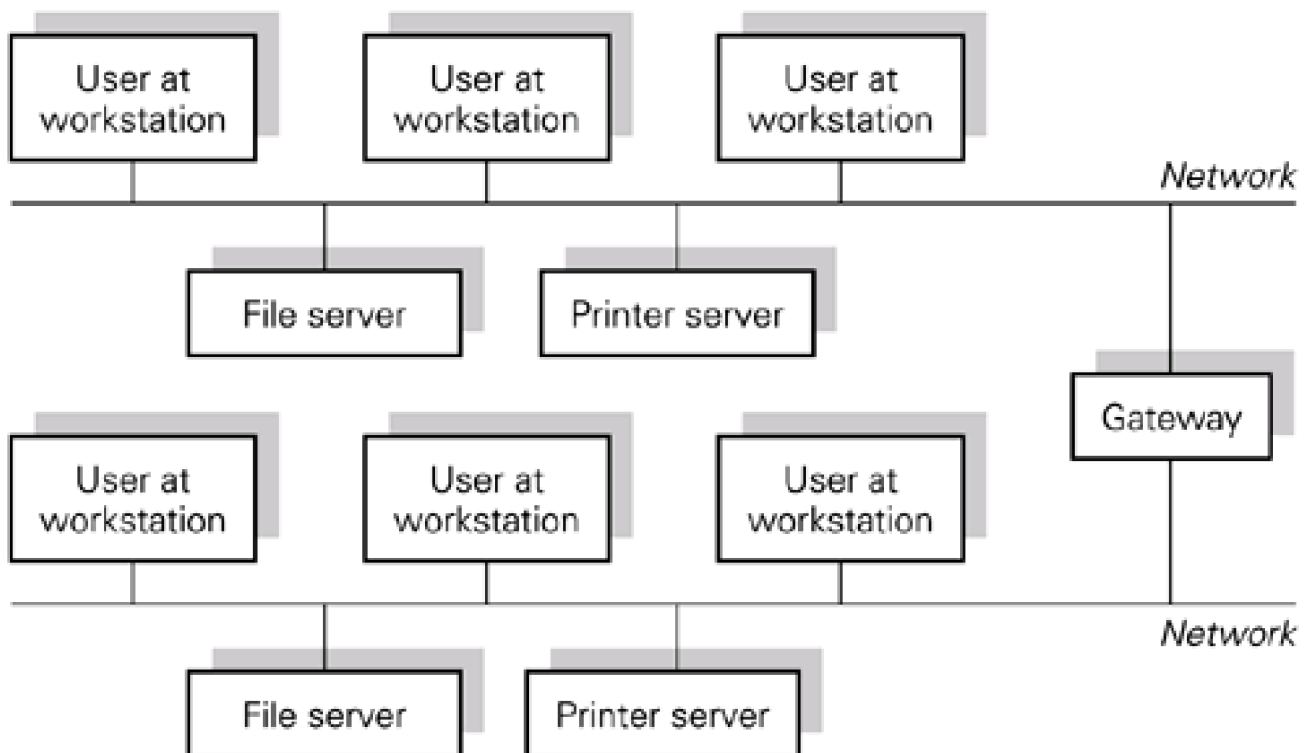 User at
workstation
User at
workstation
User at
workstation
Network
File server
Printer server
Gateway
User at
workstation
User at
workstation
User at
workstation
Network
File server
Printer server